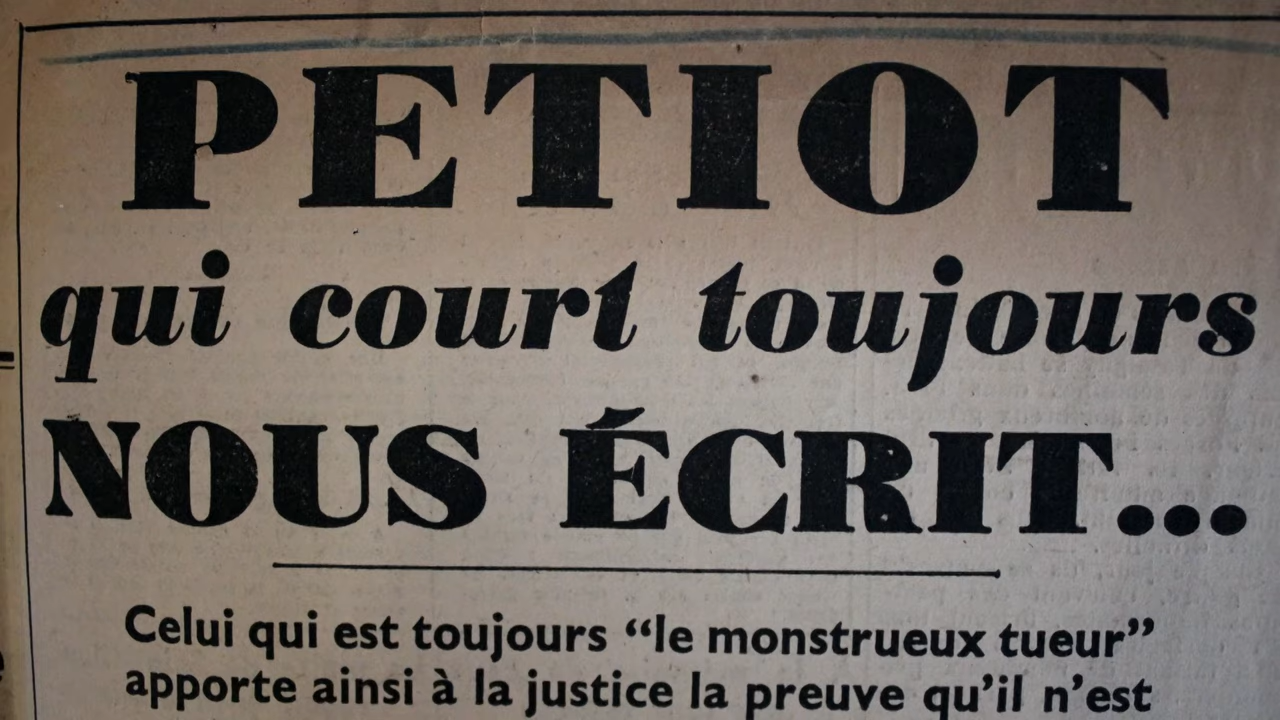 PETIOT
qui court toujours
NOUS ÉCRIT...
Celui qui est toujours “le monstrueux tueur”
apporte ainsi à la justice la preuve qu’il n’est